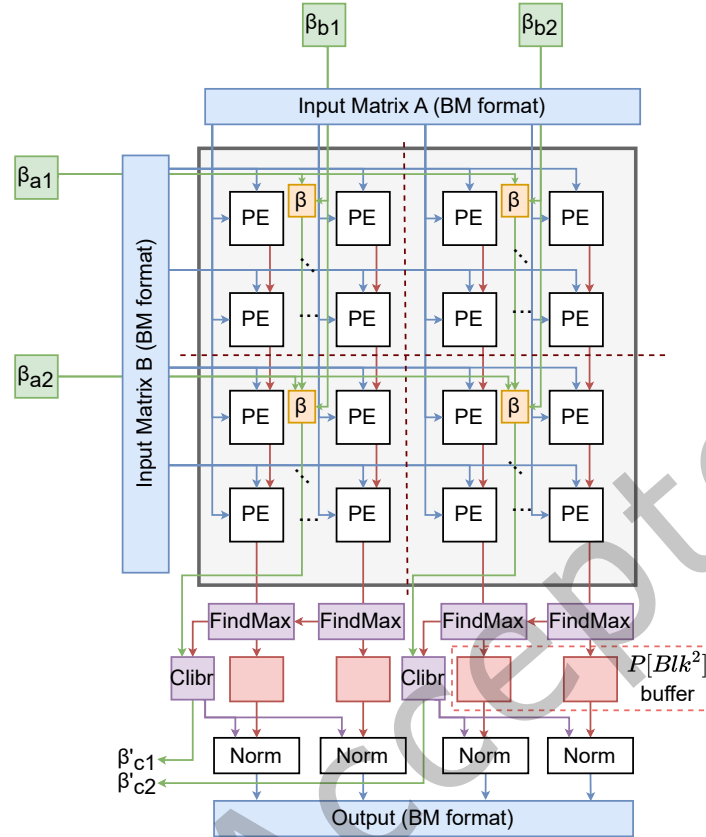 βb1 βb2
Input Matrix A (BM format)
βa1
Input Matrix B (BM format)
PE β PE PE β PE
PE ... PE PE ... PE
βa2
PE β PE PE β PE
PE ... PE PE ... PE
FindMax FindMax FindMax FindMax
Clibr Clibr P[Blk²]
buffer
Norm Norm Norm Norm
β'c1
β'c2
Output (BM format)
Accepte